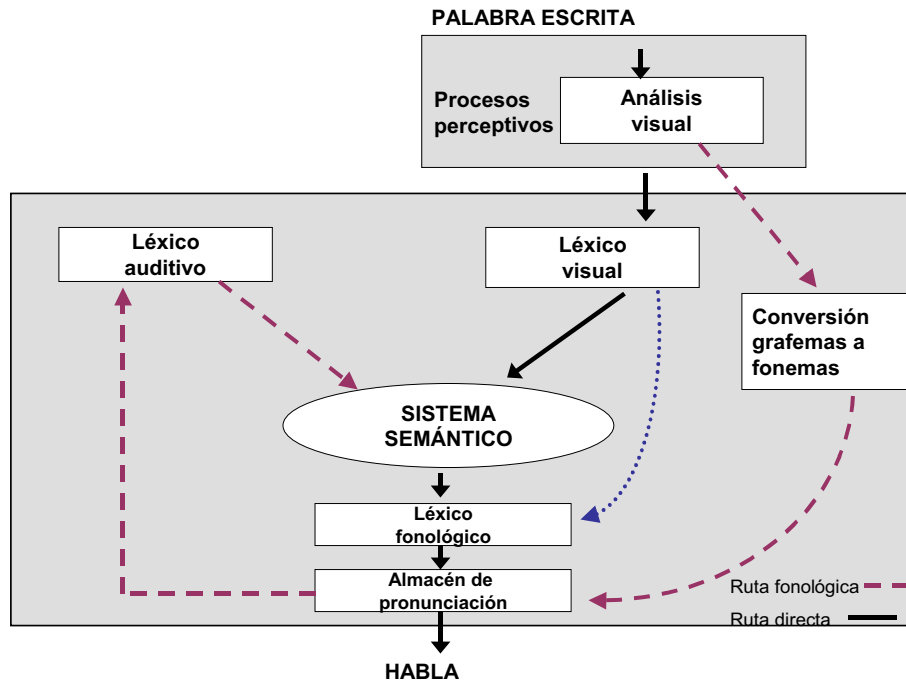 PALABRA ESCRITA
Procesos
perceptivos
Análisis
visual
Léxico
auditivo
Léxico
visual
Conversión
grafemas a
fonemas
SISTEMA
SEMÁNTICO
Léxico
fonológico
Almacén de
pronunciación
Ruta fonológica
Ruta directa
HABLA